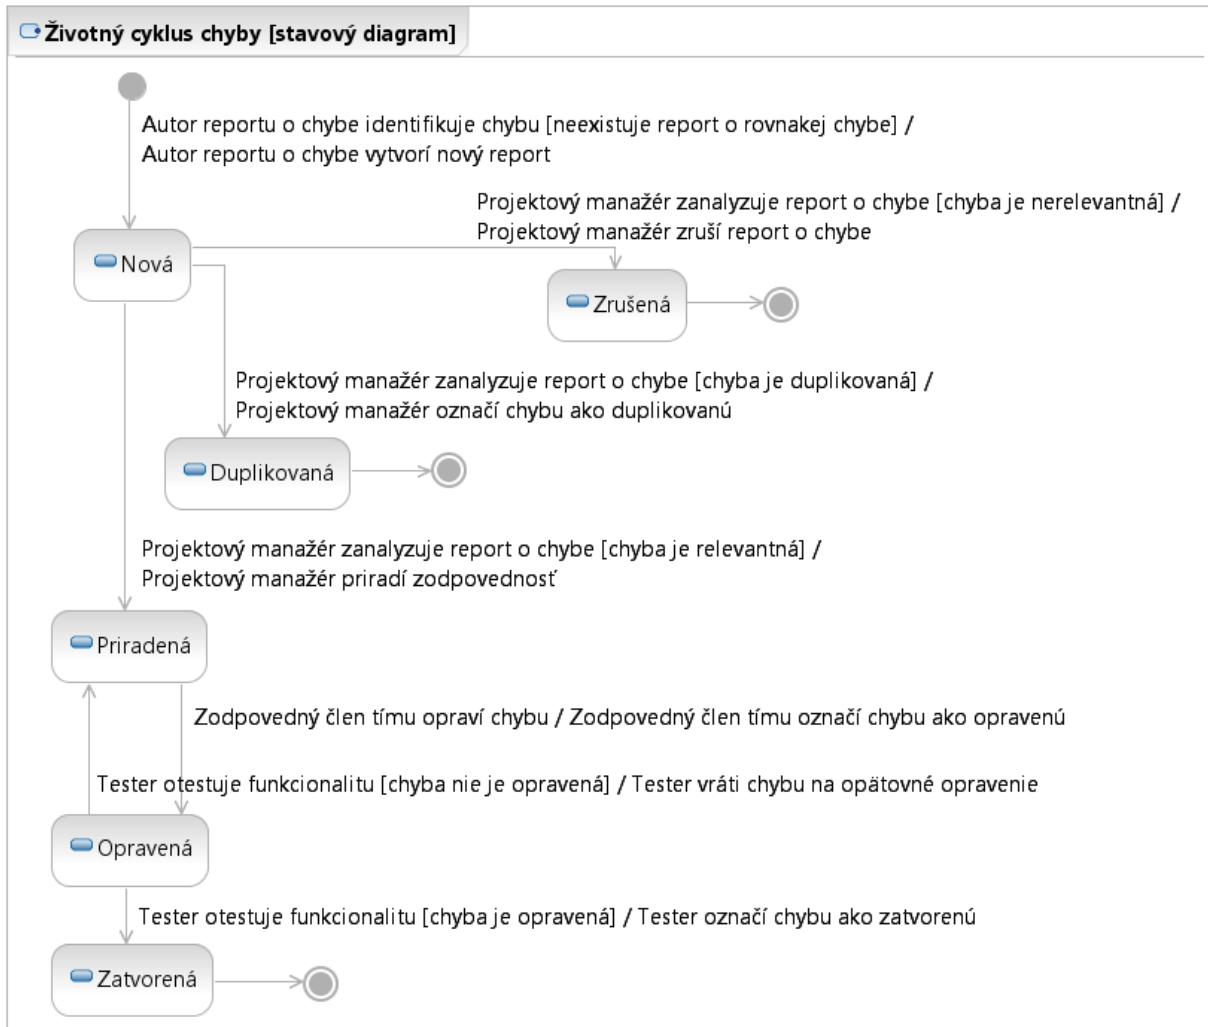 Životný cyklus chyby [stavový diagram]
Autor reportu o chybe identifikuje chybu [neexistuje report o rovnakej chybe] /
Autor reportu o chybe vytvorí nový report
Projektový manažér zanalyzuje report o chybe [chyba je nerelevantná] /
Projektový manažér zruší report o chybe
Nová
Zrušená
Projektový manažér zanalyzuje report o chybe [chyba je duplikovaná] /
Projektový manažér označí chybu ako duplikovanú
Duplikovaná
Projektový manažér zanalyzuje report o chybe [chyba je relevantná] /
Projektový manažér priradí zodpovednosť
Priradená
Zodpovedný člen tímu opraví chybu / Zodpovedný člen tímu označí chybu ako opravenú
Tester otestuje funkcionalitu [chyba nie je opravená] / Tester vráti chybu na opätovné opravenie
Opravená
Tester otestuje funkcionalitu [chyba je opravená] / Tester označí chybu ako zatvorenú
Zatvorená